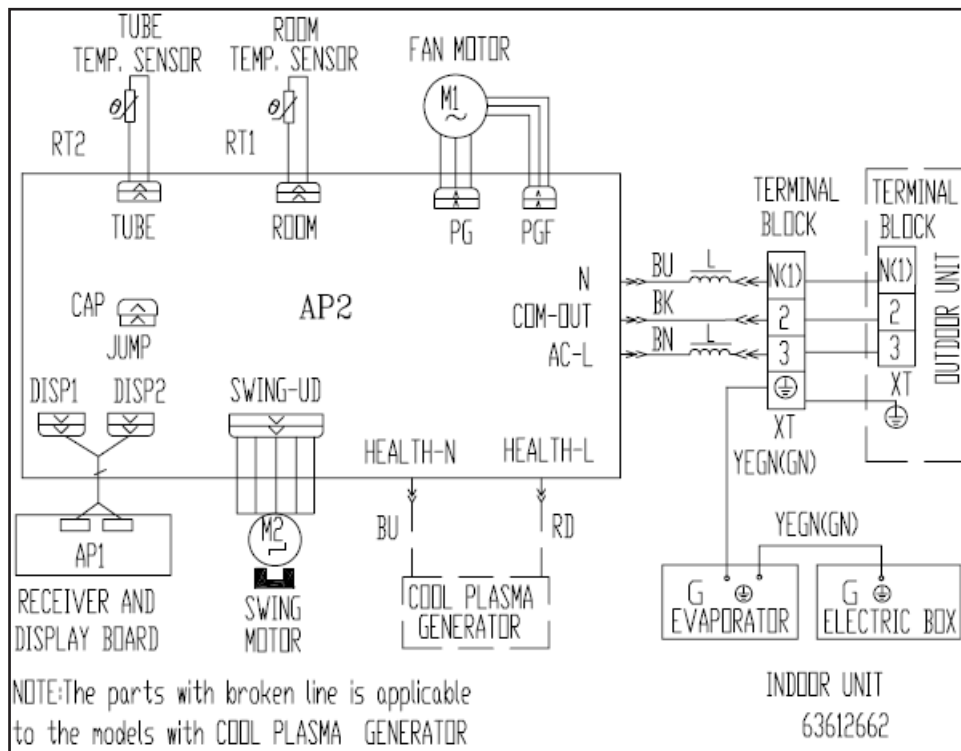 TUBE
TEMP. SENSOR
ROOM
TEMP. SENSOR
FAN MOTOR
θ
θ
M1
~
RT2
RT1
TUBE
ROOM
PG
PGF
TERMINAL
BLOCK
TERMINAL
BLOCK
OUTDOOR UNIT
N
BU
L
N(1)
N(1)
CAP
JUMP
AP2
COM-OUT
BK
2
2
AC-L
BN
L
3
3
XT
XT
DISP1
DISP2
SWING-UD
HEALTH-N
HEALTH-L
YEGN(GN)
BU
RD
YEGN(GN)
M2
AP1
RECEIVER AND
DISPLAY BOARD
SWING
MOTOR
COOL PLASMA
GENERATOR
G
EVAPORATOR
G
ELECTRIC BOX
NOTE:The parts with broken line is applicable
to the models with COOL PLASMA GENERATOR
INDOOR UNIT
63612662